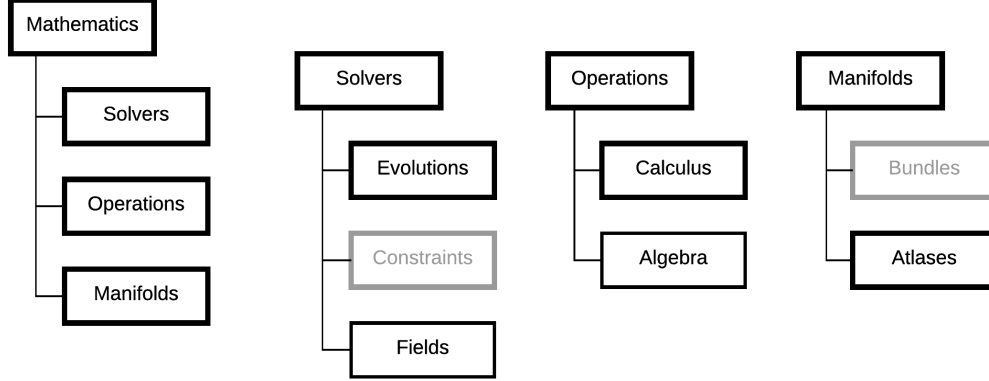 Mathematics
Solvers
Operations
Manifolds
Solvers
Evolutions
Constraints
Fields
Operations
Calculus
Algebra
Manifolds
Bundles
Atlases